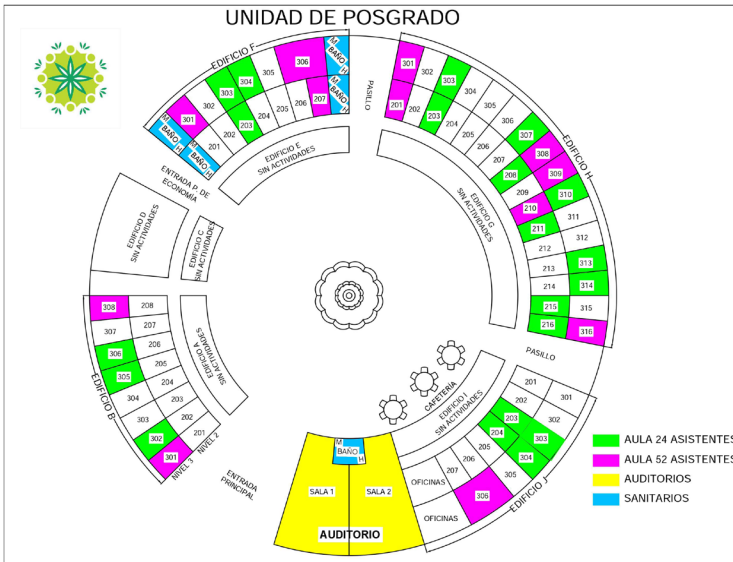 UNIDAD DE POSGRADO
EDIFICIO F
M
BAÑO
H
301
302
303
304
305
306
M
BAÑO
H
M
BAÑO
H
201
202
203
204
205
206
207
M
BAÑO
H
EDIFICIO E
SIN ACTIVIDADES
ENTRADA P. DE
ECONOMÍA
PASILLO
EDIFICIO H
301
302
303
304
305
306
307
308
309
310
311
312
313
314
315
316
201
202
203
204
205
206
207
208
209
210
211
212
213
214
215
216
EDIFICIO G
SIN ACTIVIDADES
PASILLO
EDIFICIO D
SIN ACTIVIDADES
EDIFICIO C
SIN ACTIVIDADES
EDIFICIO A
SIN ACTIVIDADES
EDIFICIO B
308
307
306
305
304
303
302
301
208
207
206
205
204
203
202
201
NIVEL 3
NIVEL 2
ENTRADA
PRINCIPAL
CAFETERÍA
EDIFICIO I
SIN ACTIVIDADES
EDIFICIO J
201
202
203
204
205
206
207
OFICINAS
301
302
303
304
305
306
OFICINAS
M
BAÑO
H
SALA 1
SALA 2
AUDITORIO
AULA 24 ASISTENTES
AULA 52 ASISTENTES
AUDITORIOS
SANITARIOS